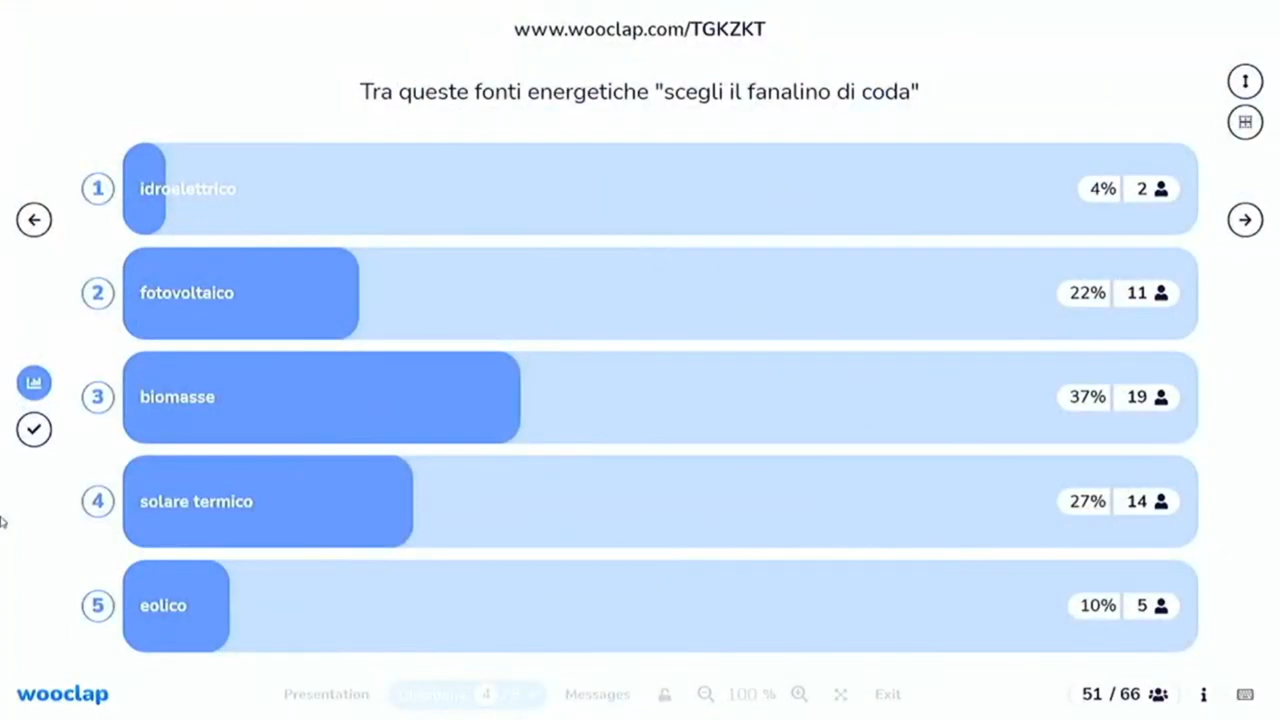 www.wooclap.com/TGKZKT
Tra queste fonti energetiche "scegli il fanalino di coda"
1 idroelettrico 4% 2
2 fotovoltaico 22% 11
3 biomasse 37% 19
4 solare termico 27% 14
5 eolico 10% 5
wooclap Presentation 4 Messages 100 % Exit 51 / 66